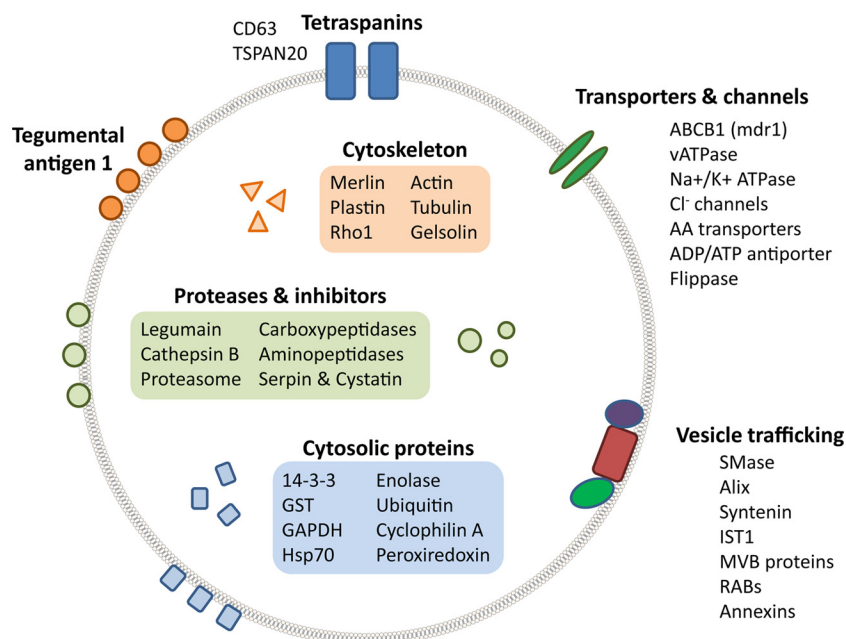 Tetraspanins
CD63
TSPAN20
Transporters & channels
ABCB1 (mdr1)
vATPase
Na+/K+ ATPase
Cl⁻ channels
AA transporters
ADP/ATP antiporter
Flippase
Tegumental
antigen 1
Cytoskeleton
Merlin Actin
Plastin Tubulin
Rho1 Gelsolin
Proteases & inhibitors
Legumain Carboxypeptidases
Cathepsin B Aminopeptidases
Proteasome Serpin & Cystatin
Cytosolic proteins
14-3-3 Enolase
GST Ubiquitin
GAPDH Cyclophilin A
Hsp70 Peroxiredoxin
Vesicle trafficking
SMase
Alix
Syntenin
IST1
MVB proteins
RABs
Annexins